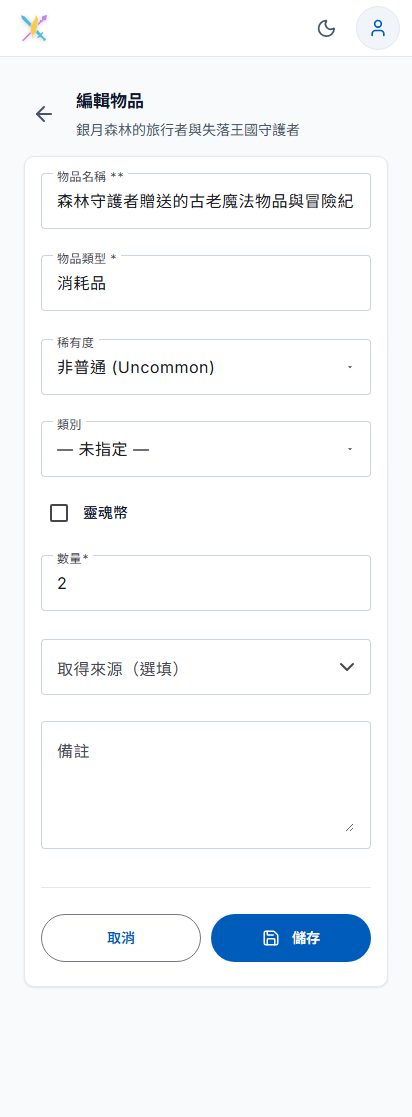 編輯物品
銀月森林的旅行者與失落王國守護者
物品名稱 **
森林守護者贈送的古老魔法物品與冒險紀
物品類型 *
消耗品
稀有度
非普通 (Uncommon)
類別
— 未指定 —
靈魂幣
數量*
2
取得來源（選填）
備註
取消
儲存